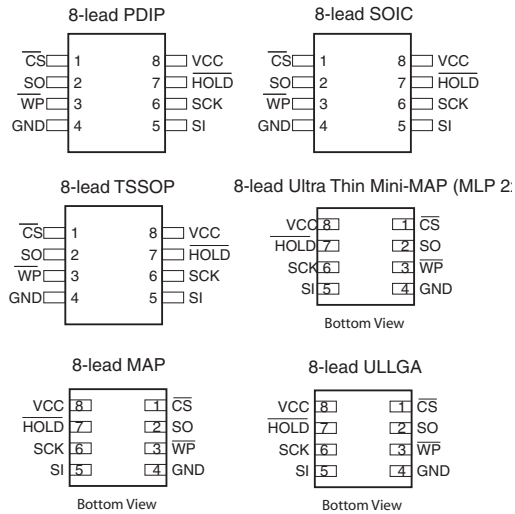 8-lead PDIP
CS 1 8 VCC
SO 2 7 HOLD
WP 3 6 SCK
GND 4 5 SI
8-lead SOIC
CS 1 8 VCC
SO 2 7 HOLD
WP 3 6 SCK
GND 4 5 SI
8-lead TSSOP
CS 1 8 VCC
SO 2 7 HOLD
WP 3 6 SCK
GND 4 5 SI
8-lead Ultra Thin Mini-MAP (MLP 2
VCC 8 1 CS
HOLD 7 2 SO
SCK 6 3 WP
SI 5 4 GND
Bottom View
8-lead MAP
VCC 8 1 CS
HOLD 7 2 SO
SCK 6 3 WP
SI 5 4 GND
Bottom View
8-lead ULLGA
VCC 8 1 CS
HOLD 7 2 SO
SCK 6 3 WP
SI 5 4 GND
Bottom View